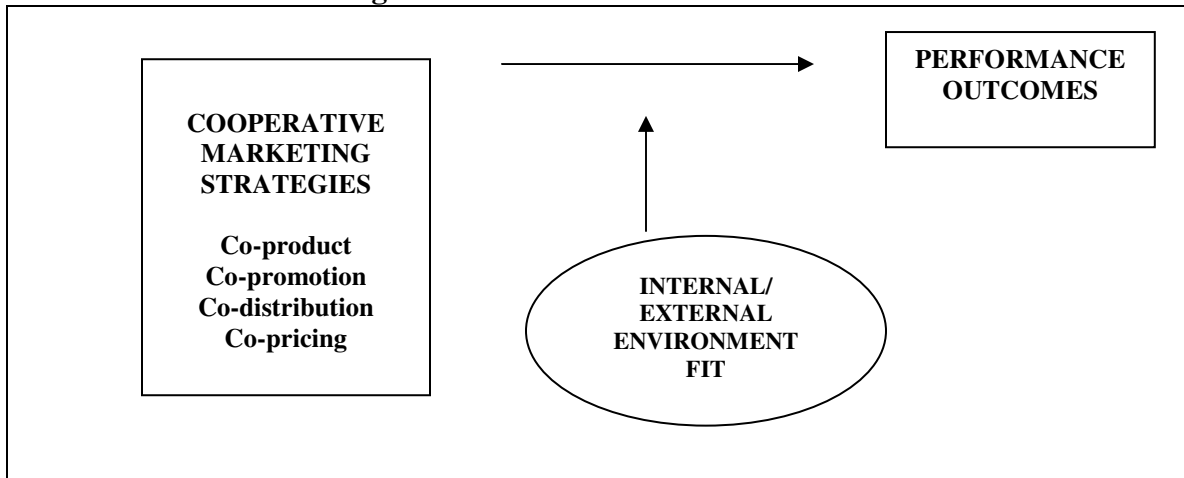 COOPERATIVE
MARKETING
STRATEGIES
Co-product
Co-promotion
Co-distribution
Co-pricing
PERFORMANCE
OUTCOMES
INTERNAL/
EXTERNAL
ENVIRONMENT
FIT